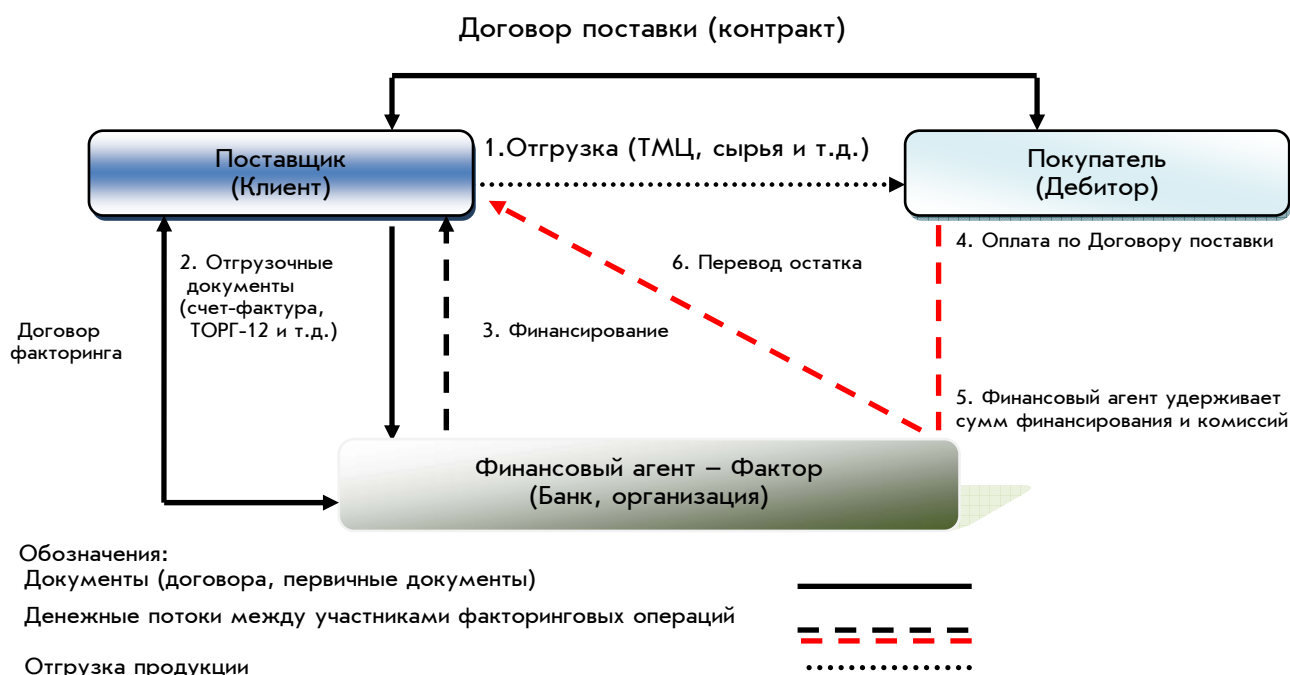 Договор поставки (контракт)
Поставщик
(Клиент)
1.Отгрузка (ТМЦ, сырья и т.д.)
Покупатель
(Дебитор)
4. Оплата по Договору поставки
2. Отгрузочные
документы
(счет-фактура,
ТОРГ-12 и т.д.)
6. Перевод остатка
Договор
факторинга
3. Финансирование
5. Финансовый агент удерживает
сумм финансирования и комиссий
Финансовый агент – Фактор
(Банк, организация)
Обозначения:
Документы (договора, первичные документы)
Денежные потоки между участниками факторинговых операций
Отгрузка продукции